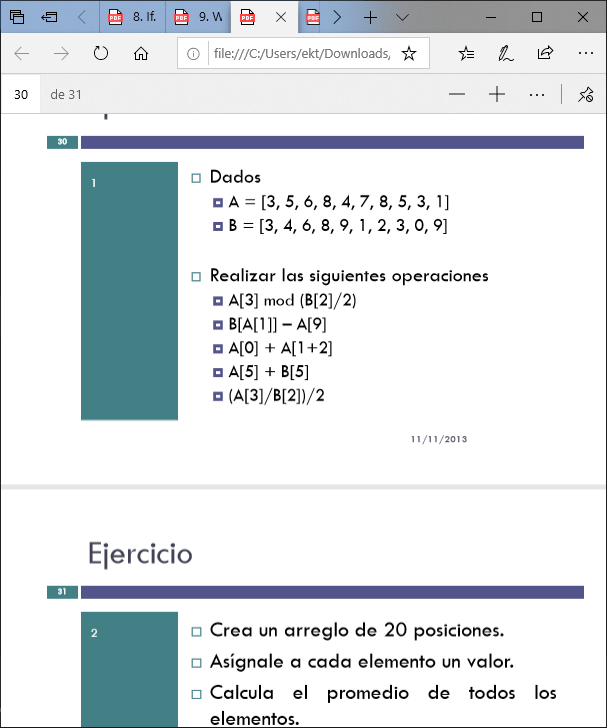 8. If.
9. W
file:///C:/Users/ekt/Downloads,
30 de 31
30
1
Dados
A = [3, 5, 6, 8, 4, 7, 8, 5, 3, 1]
B = [3, 4, 6, 8, 9, 1, 2, 3, 0, 9]
Realizar las siguientes operaciones
A[3] mod (B[2]/2)
B[A[1]] – A[9]
A[0] + A[1+2]
A[5] + B[5]
(A[3]/B[2])/2
11/11/2013
Ejercicio
31
2
Crea un arreglo de 20 posiciones.
Asígnale a cada elemento un valor.
Calcula el promedio de todos los
elementos.